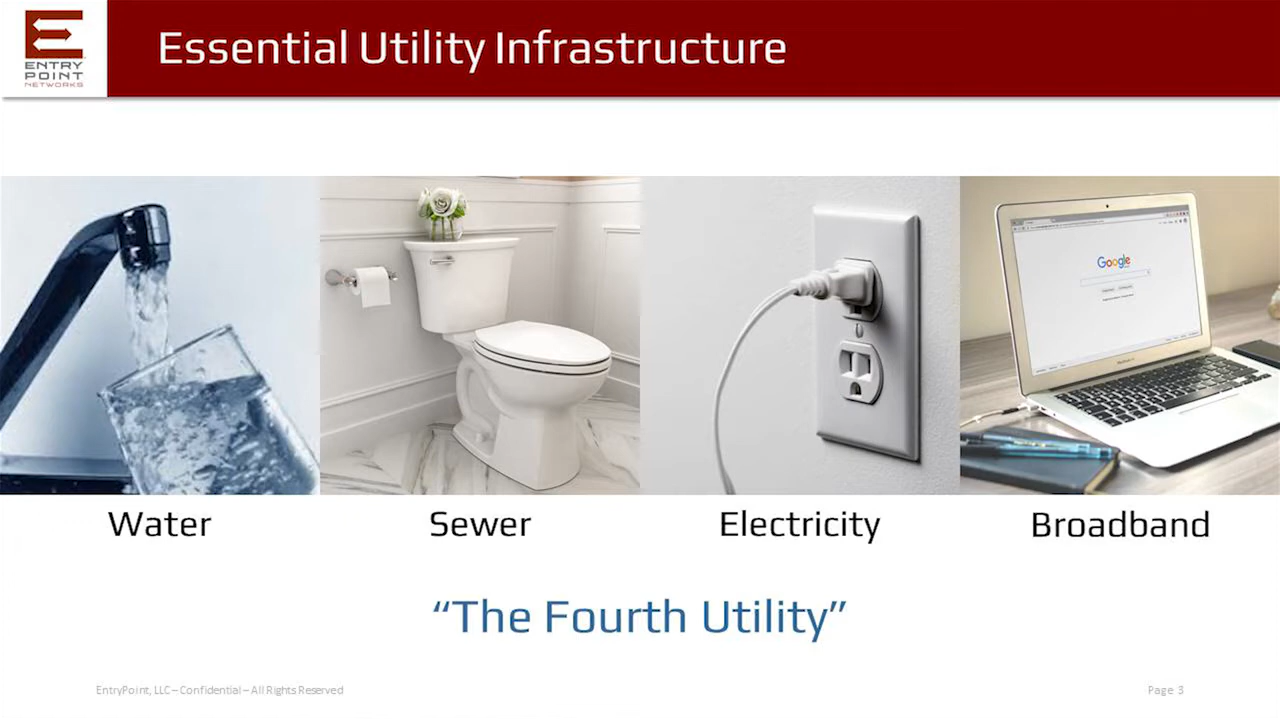 ENTRY
POINT
NETWORKS
Essential Utility Infrastructure
Google
Water
Sewer
Electricity
Broadband
“The Fourth Utility”
EntryPoint, LLC – Confidential – All Rights Reserved
Page 3